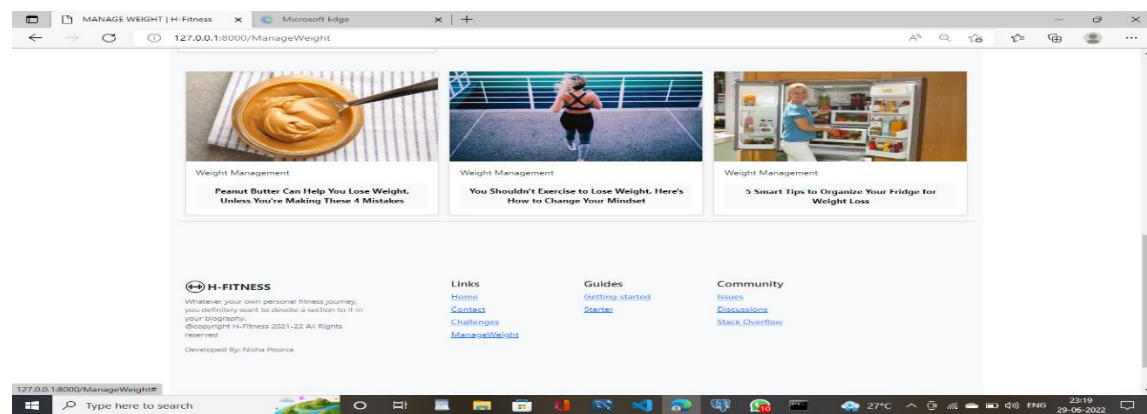 MANAGE WEIGHT | H-Fitness
Microsoft Edge
127.0.0.1:8000/ManageWeight
Weight Management
Peanut Butter Can Help You Lose Weight,
Unless You're Making These 4 Mistakes
Weight Management
You Shouldn't Exercise to Lose Weight. Here's
How to Change Your Mindset
Weight Management
5 Smart Tips to Organize Your Fridge for
Weight Loss
H-FITNESS
Whatever your own personal fitness journey,
you definitely want to devote a section to it in
your biography.
@copyright H-Fitness 2021-22 All Rights
reserved
Developed By: Nisha Poonia
Links
Home
Contact
Challenges
ManageWeight
Guides
Getting started
Starter
Community
Issues
Discussions
Stack Overflow
127.0.0.1:8000/ManageWeight#
Type here to search
10
27°C
ENG
23:19
29-06-2022